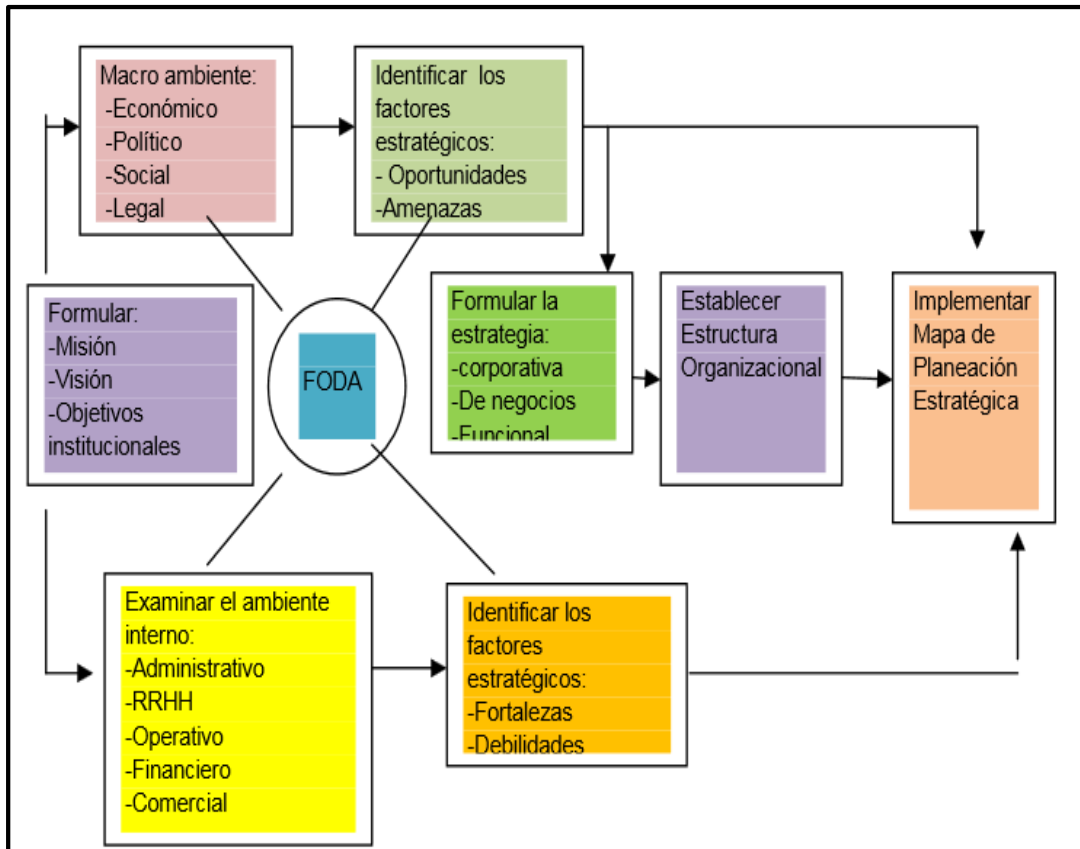 Macro ambiente:
-Económico
-Político
-Social
-Legal
Identificar los
factores
estratégicos:
- Oportunidades
-Amenazas
Formular:
-Misión
-Visión
-Objetivos
institucionales
FODA
Formular la
estrategia:
-corporativa
-De negocios
-Funcional
Establecer
Estructura
Organizacional
Implementar
Mapa de
Planeación
Estratégica
Examinar el ambiente
interno:
-Administrativo
-RRHH
-Operativo
-Financiero
-Comercial
Identificar los
factores
estratégicos:
-Fortalezas
-Debilidades